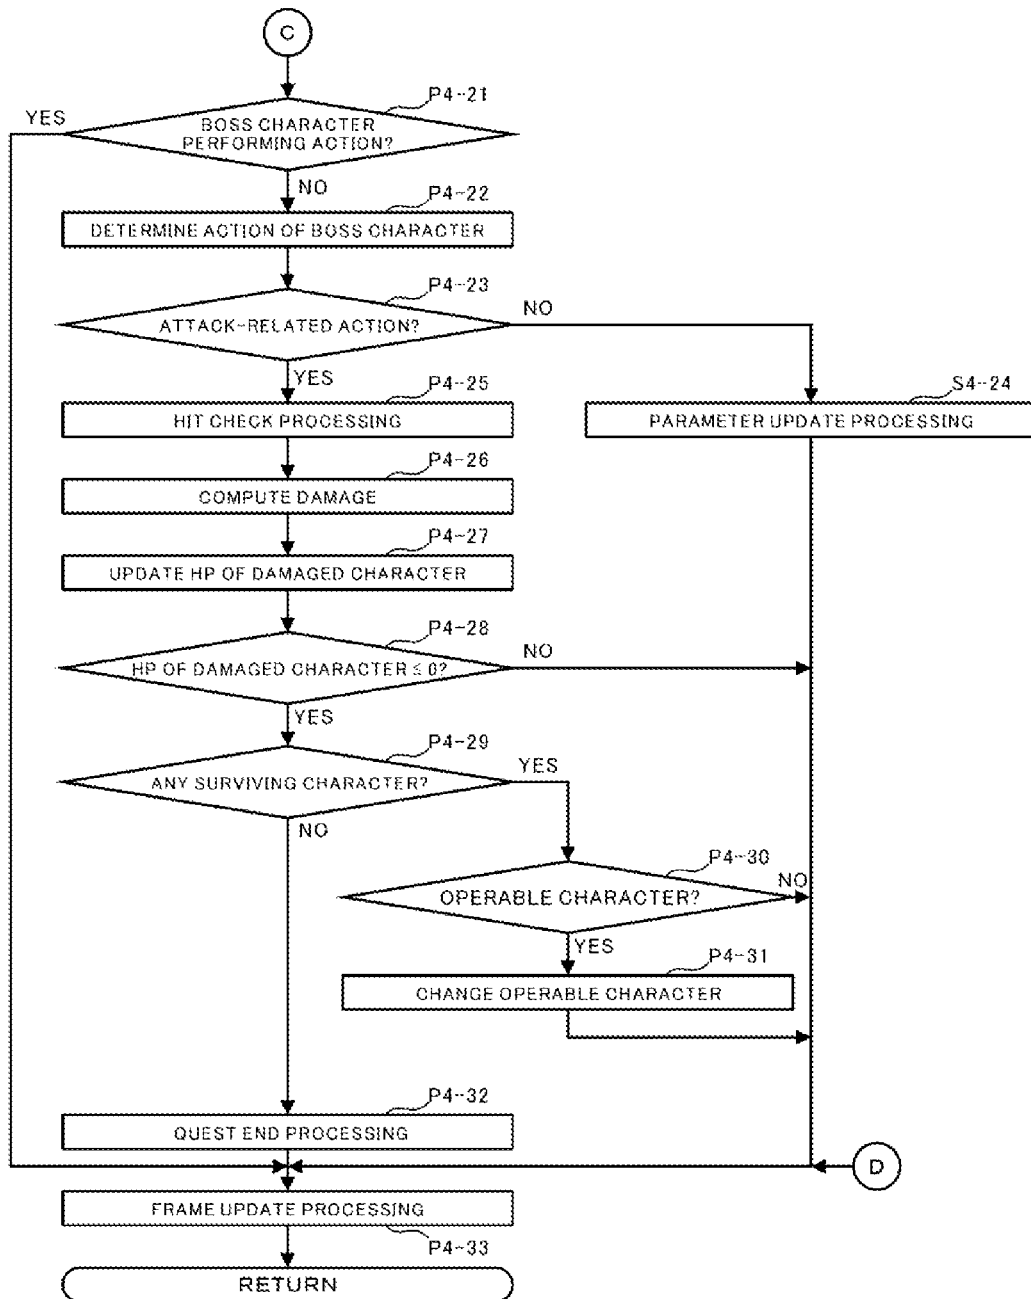 C
P4-21
YES
BOSS CHARACTER
PERFORMING ACTION?
NO
P4-22
DETERMINE ACTION OF BOSS CHARACTER
P4-23
NO
ATTACK-RELATED ACTION?
YES
P4-25
S4-24
HIT CHECK PROCESSING
PARAMETER UPDATE PROCESSING
P4-26
COMPUTE DAMAGE
P4-27
UPDATE HP OF DAMAGED CHARACTER
P4-28
NO
HP OF DAMAGED CHARACTER ≤ 0?
YES
P4-29
YES
ANY SURVIVING CHARACTER?
NO
P4-30
NO
OPERABLE CHARACTER?
YES
P4-31
CHANGE OPERABLE CHARACTER
P4-32
QUEST END PROCESSING
D
FRAME UPDATE PROCESSING
P4-33
RETURN